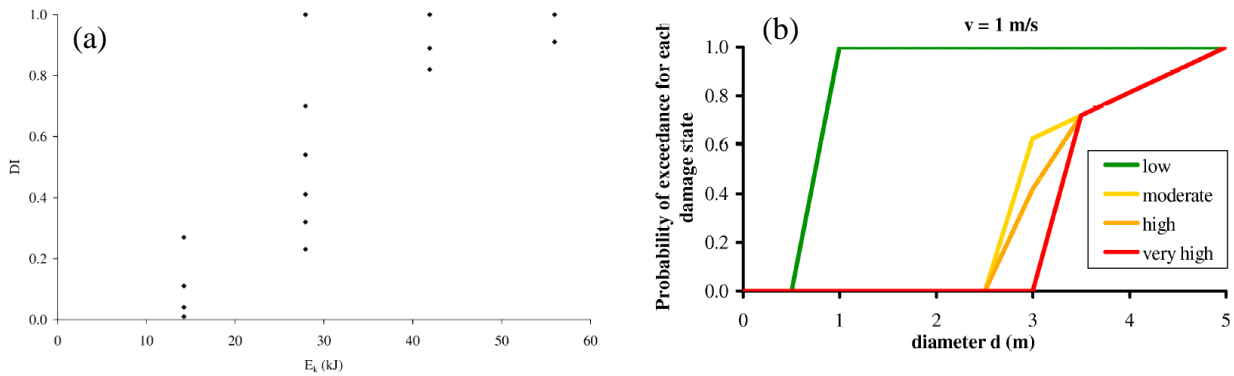 (a)
1.0
0.8
0.6
0.4
0.2
0.0
DI
0
10
20
30
40
50
60
Ek (kJ)
(b)
v = 1 m/s
Probability of exceedance for each
damage state
1.0
0.8
0.6
0.4
0.2
0.0
low
moderate
high
very high
0
1
2
3
4
5
diameter d (m)